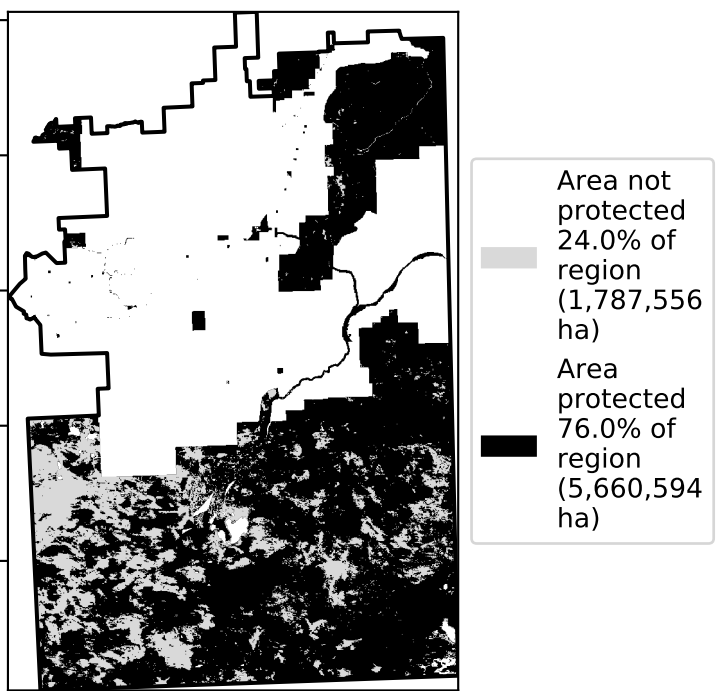 Area not
protected
24.0% of
region
(1,787,556
ha)
Area
protected
76.0% of
region
(5,660,594
ha)